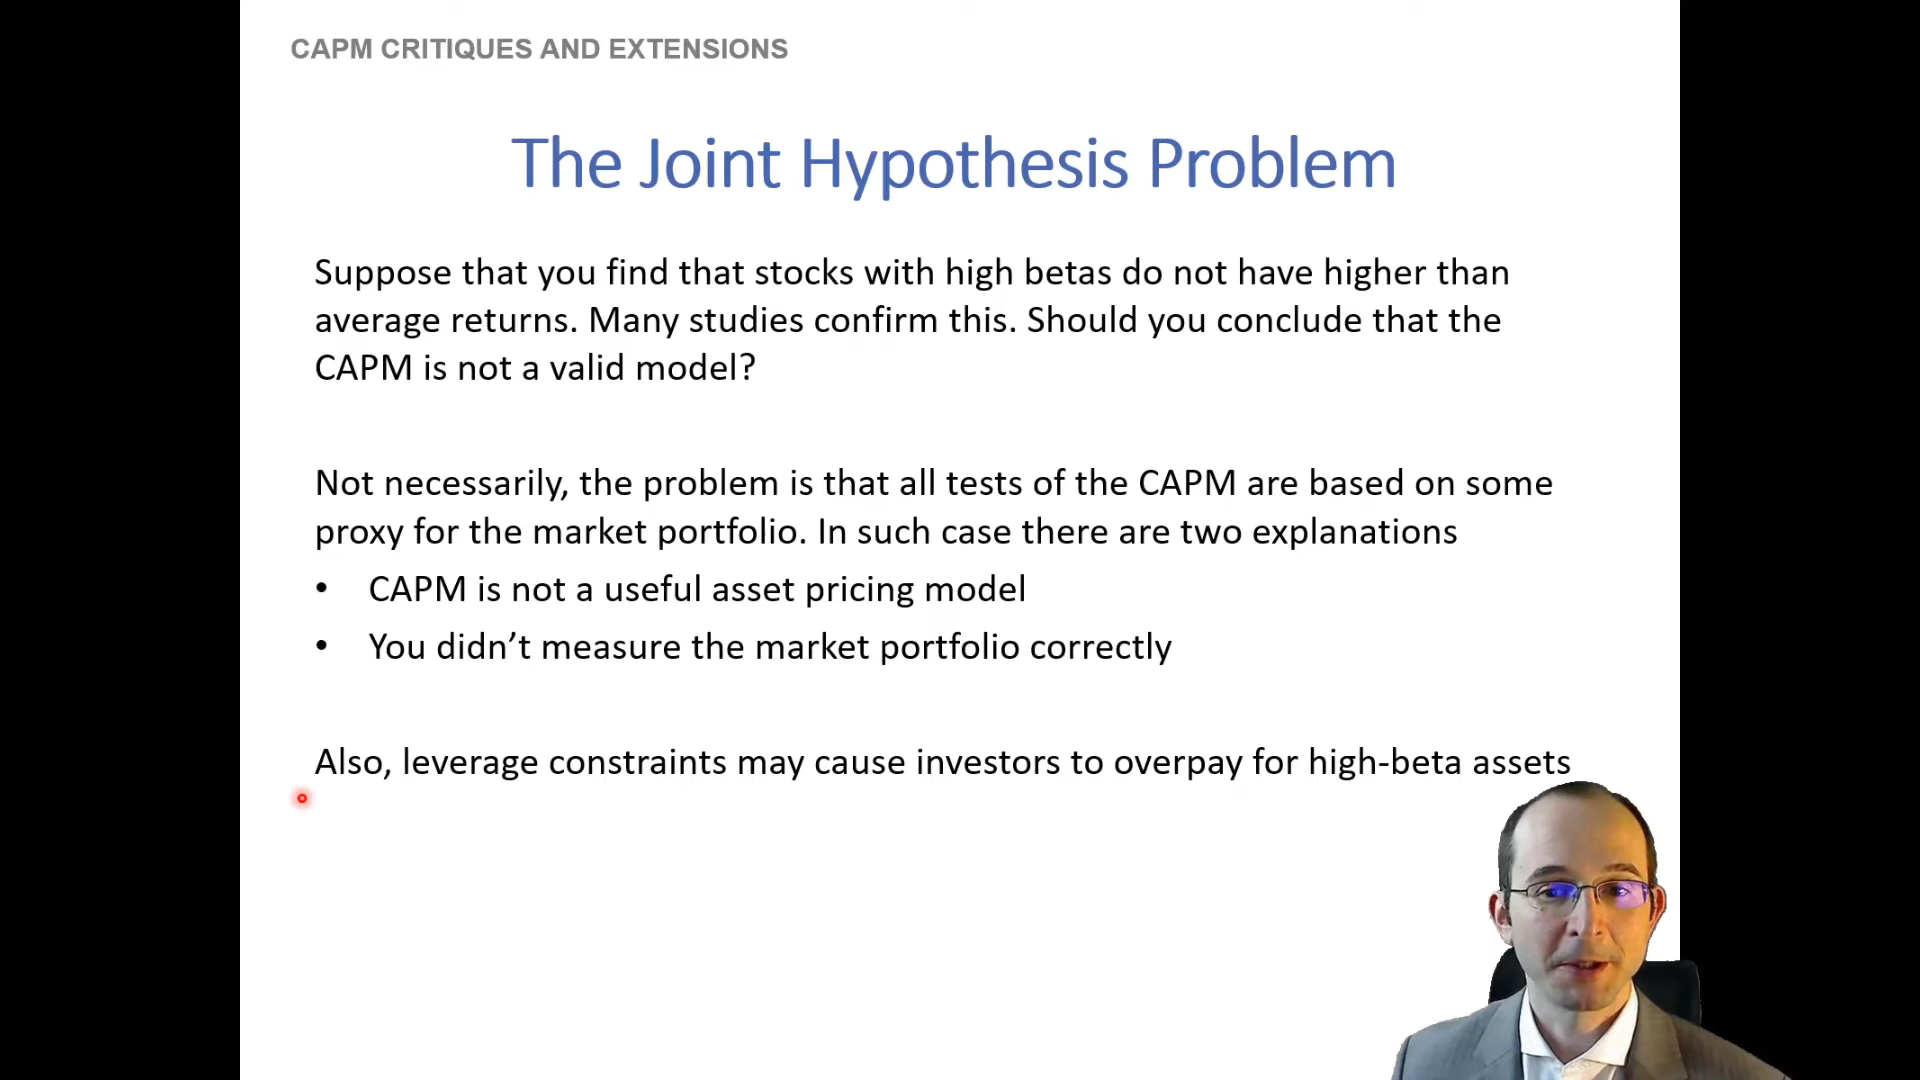 CAPM CRITIQUES AND EXTENSIONS
The Joint Hypothesis Problem
Suppose that you find that stocks with high betas do not have higher than
average returns. Many studies confirm this. Should you conclude that the
CAPM is not a valid model?
Not necessarily, the problem is that all tests of the CAPM are based on some
proxy for the market portfolio. In such case there are two explanations
• CAPM is not a useful asset pricing model
• You didn’t measure the market portfolio correctly
Also, leverage constraints may cause investors to overpay for high-beta assets